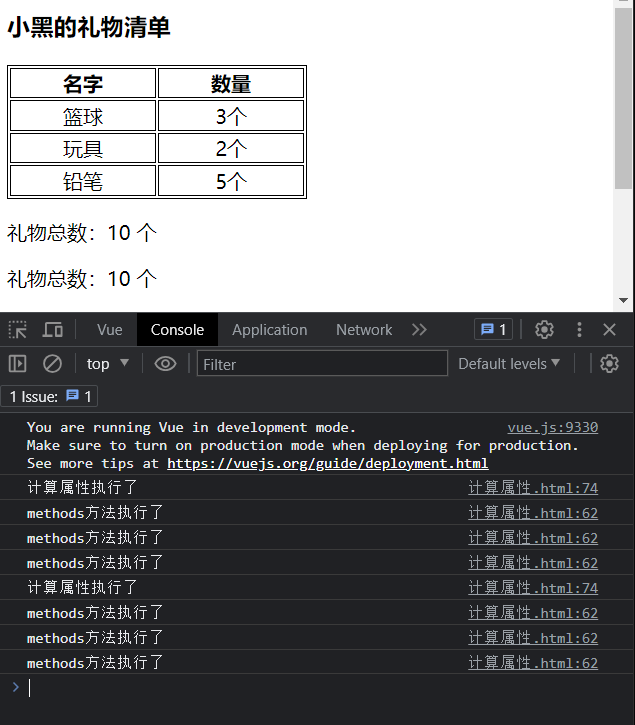 小黑的礼物清单
名字 数量
篮球 3个
玩具 2个
铅笔 5个
礼物总数：10 个
礼物总数：10 个
Vue Console Application Network 1
top Filter Default levels
1 Issue: 1
You are running Vue in development mode. vue.js:9330
Make sure to turn on production mode when deploying for production.
See more tips at https://vuejs.org/guide/deployment.html
计算属性执行了 计算属性.html:74
methods方法执行了 计算属性.html:62
methods方法执行了 计算属性.html:62
methods方法执行了 计算属性.html:62
计算属性执行了 计算属性.html:74
methods方法执行了 计算属性.html:62
methods方法执行了 计算属性.html:62
methods方法执行了 计算属性.html:62